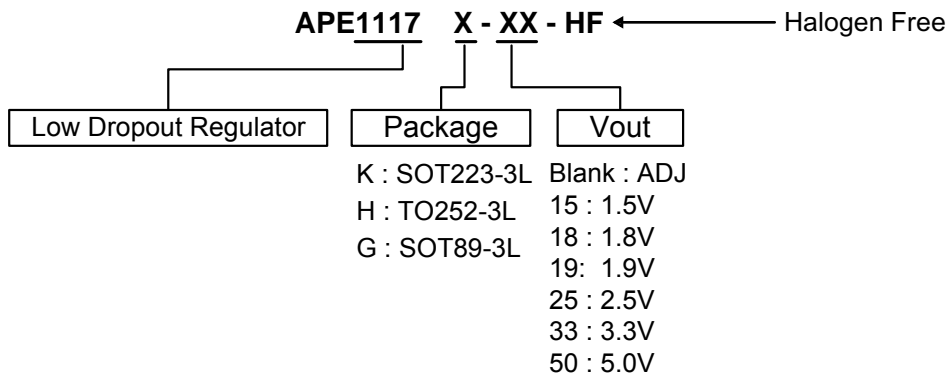 APE1117 X - XX - HF
Halogen Free
Low Dropout Regulator
Package
K : SOT223-3L
H : TO252-3L
G : SOT89-3L
Vout
Blank : ADJ
15 : 1.5V
18 : 1.8V
19: 1.9V
25 : 2.5V
33 : 3.3V
50 : 5.0V